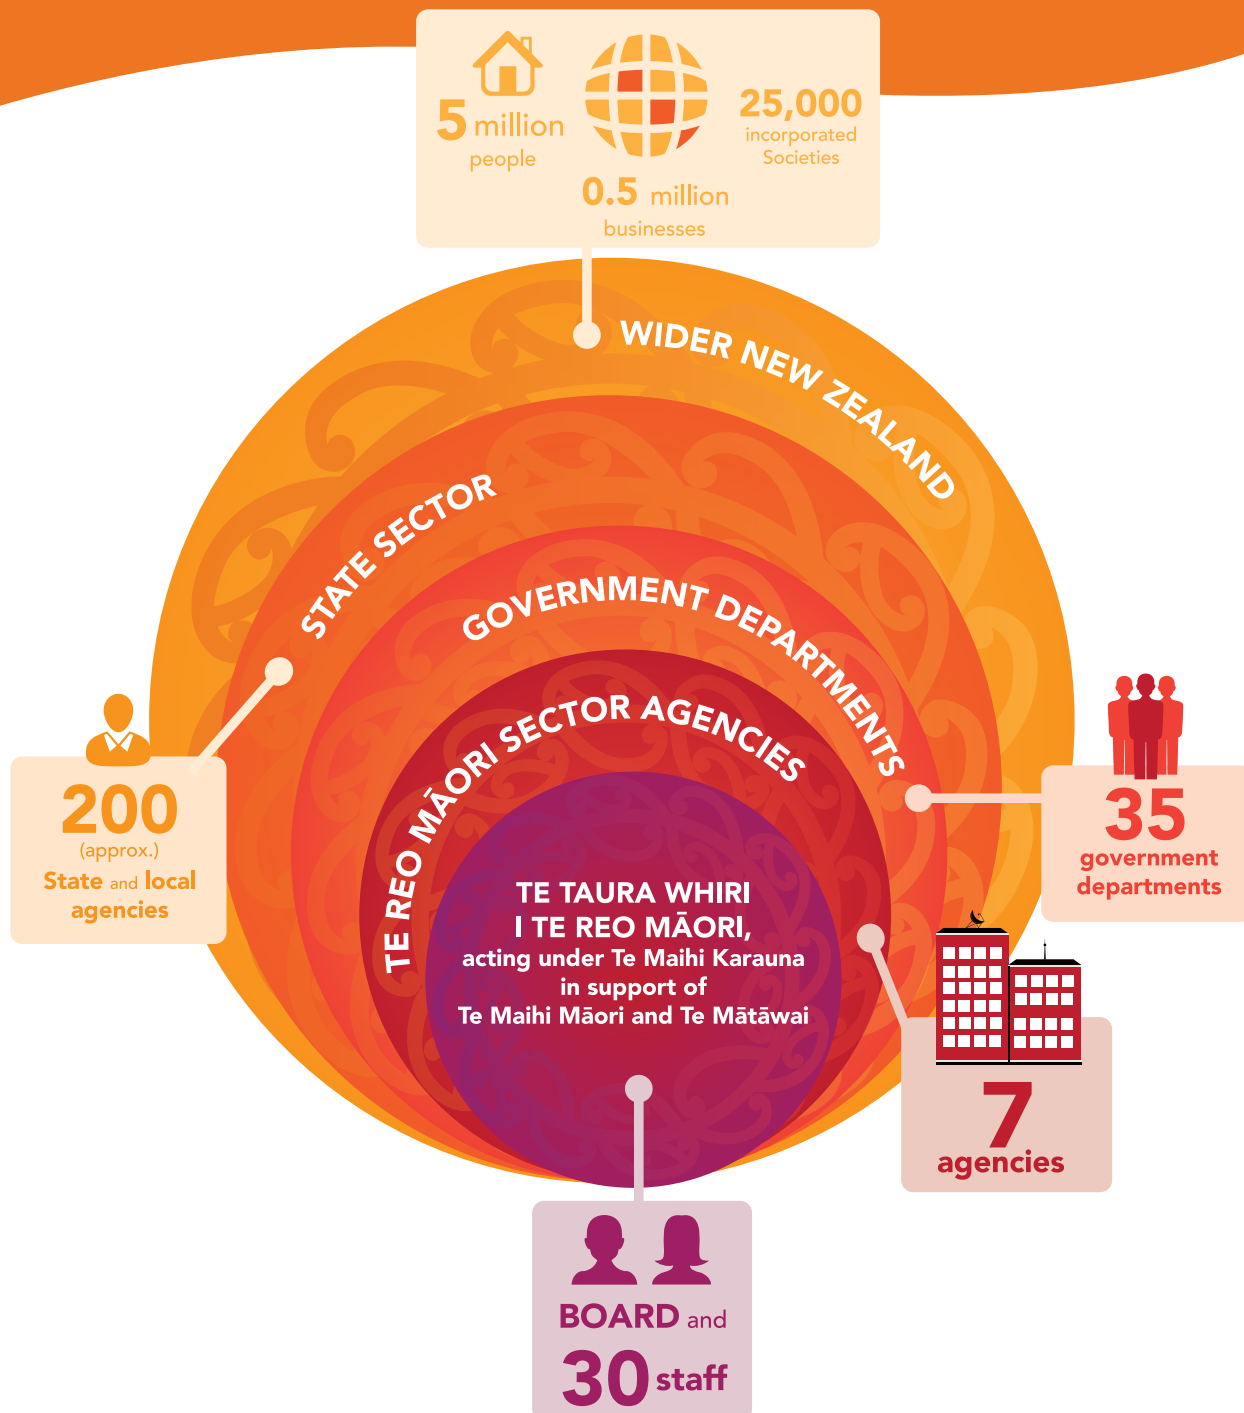 5 million
people
25,000
incorporated
Societies
0.5 million
businesses
WIDER NEW ZEALAND
STATE SECTOR
GOVERNMENT DEPARTMENTS
TE REO MĀORI SECTOR AGENCIES
TE TAURA WHIRI
I TE REO MĀORI,
acting under Te Maihi Karauna
in support of
Te Maihi Māori and Te Mātāwai
200
(approx.)
State and local
agencies
35
government
departments
7
agencies
BOARD and
30 staff